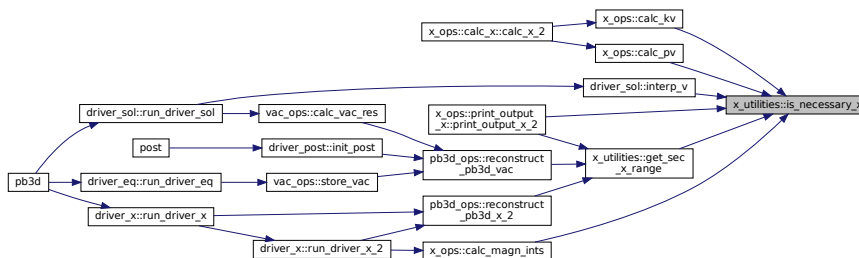 x_ops::calc_kv
x_ops::calc_x::calc_x_2
x_ops::calc_pv
driver_sol::interp_v
x_utilities::is_necessary_x
driver_sol::run_driver_sol
vac_ops::calc_vac_res
x_ops::print_output
_x::print_output_x_2
post
driver_post::init_post
pb3d_ops::reconstruct
_pb3d_vac
x_utilities::get_sec
_x_range
pb3d
driver_eq::run_driver_eq
vac_ops::store_vac
driver_x::run_driver_x
pb3d_ops::reconstruct
_pb3d_x_2
driver_x::run_driver_x_2
x_ops::calc_magn_ints